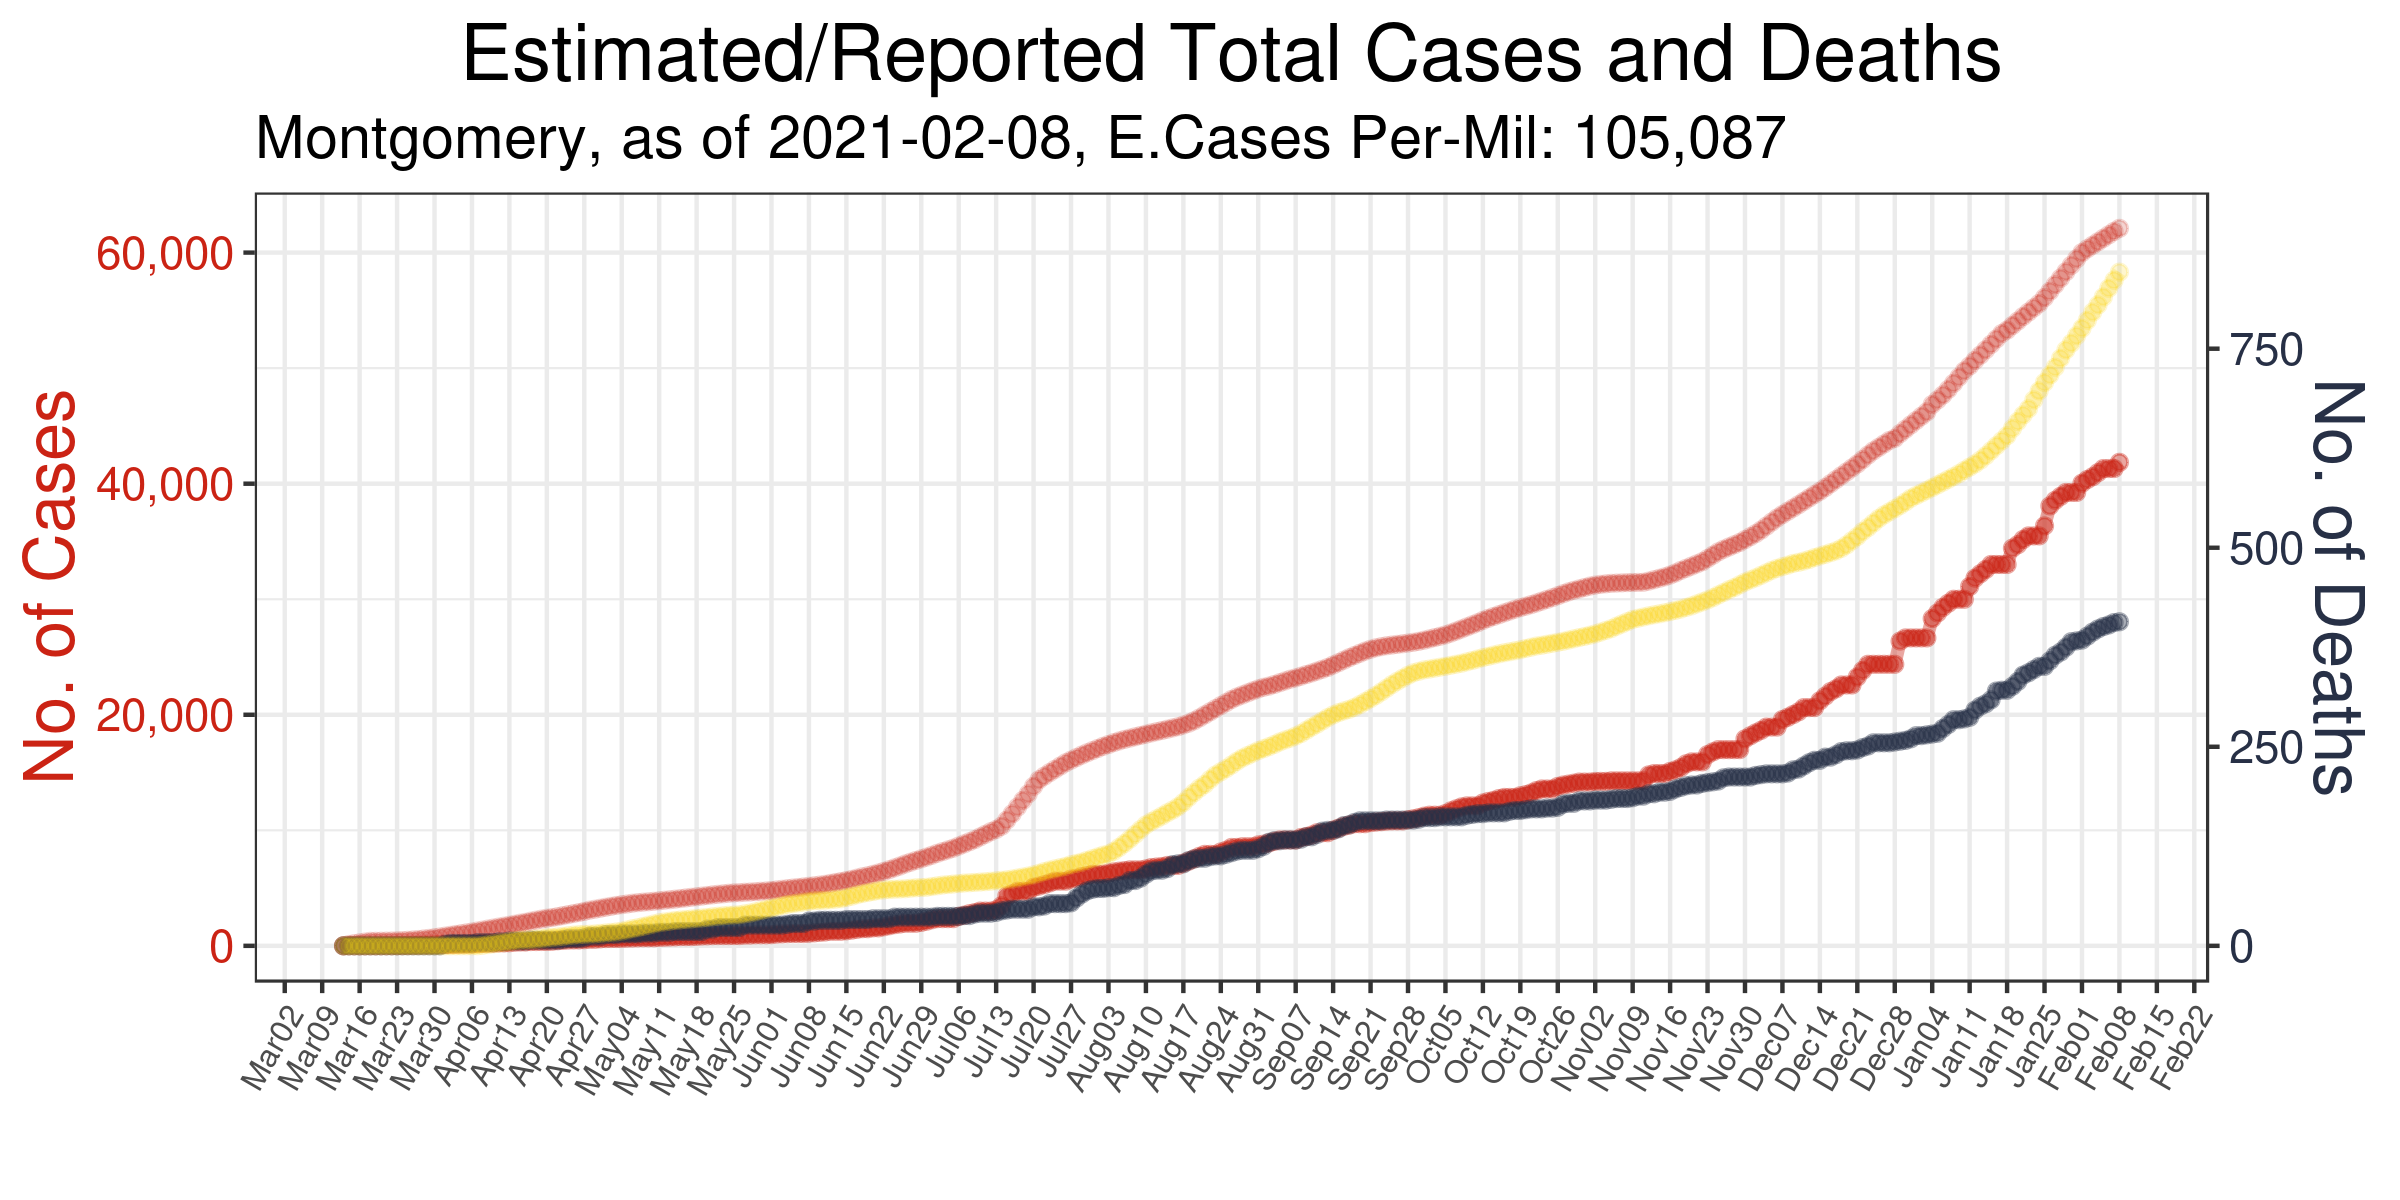 Estimated/Reported Total Cases and Deaths
Montgomery, as of 2021-02-08, E.Cases Per-Mil: 105,087
No. of Cases
60,000
40,000
20,000
0
750
500
250
0
No. of Deaths
Mar02
Mar09
Mar16
Mar23
Mar30
Apr06
Apr13
Apr20
Apr27
May04
May11
May18
May25
Jun01
Jun08
Jun15
Jun22
Jun29
Jul06
Jul13
Jul20
Jul27
Aug03
Aug10
Aug17
Aug24
Aug31
Sep07
Sep14
Sep21
Sep28
Oct05
Oct12
Oct19
Oct26
Nov02
Nov09
Nov16
Nov23
Nov30
Dec07
Dec14
Dec21
Dec28
Jan04
Jan11
Jan18
Jan25
Feb01
Feb08
Feb15
Feb22